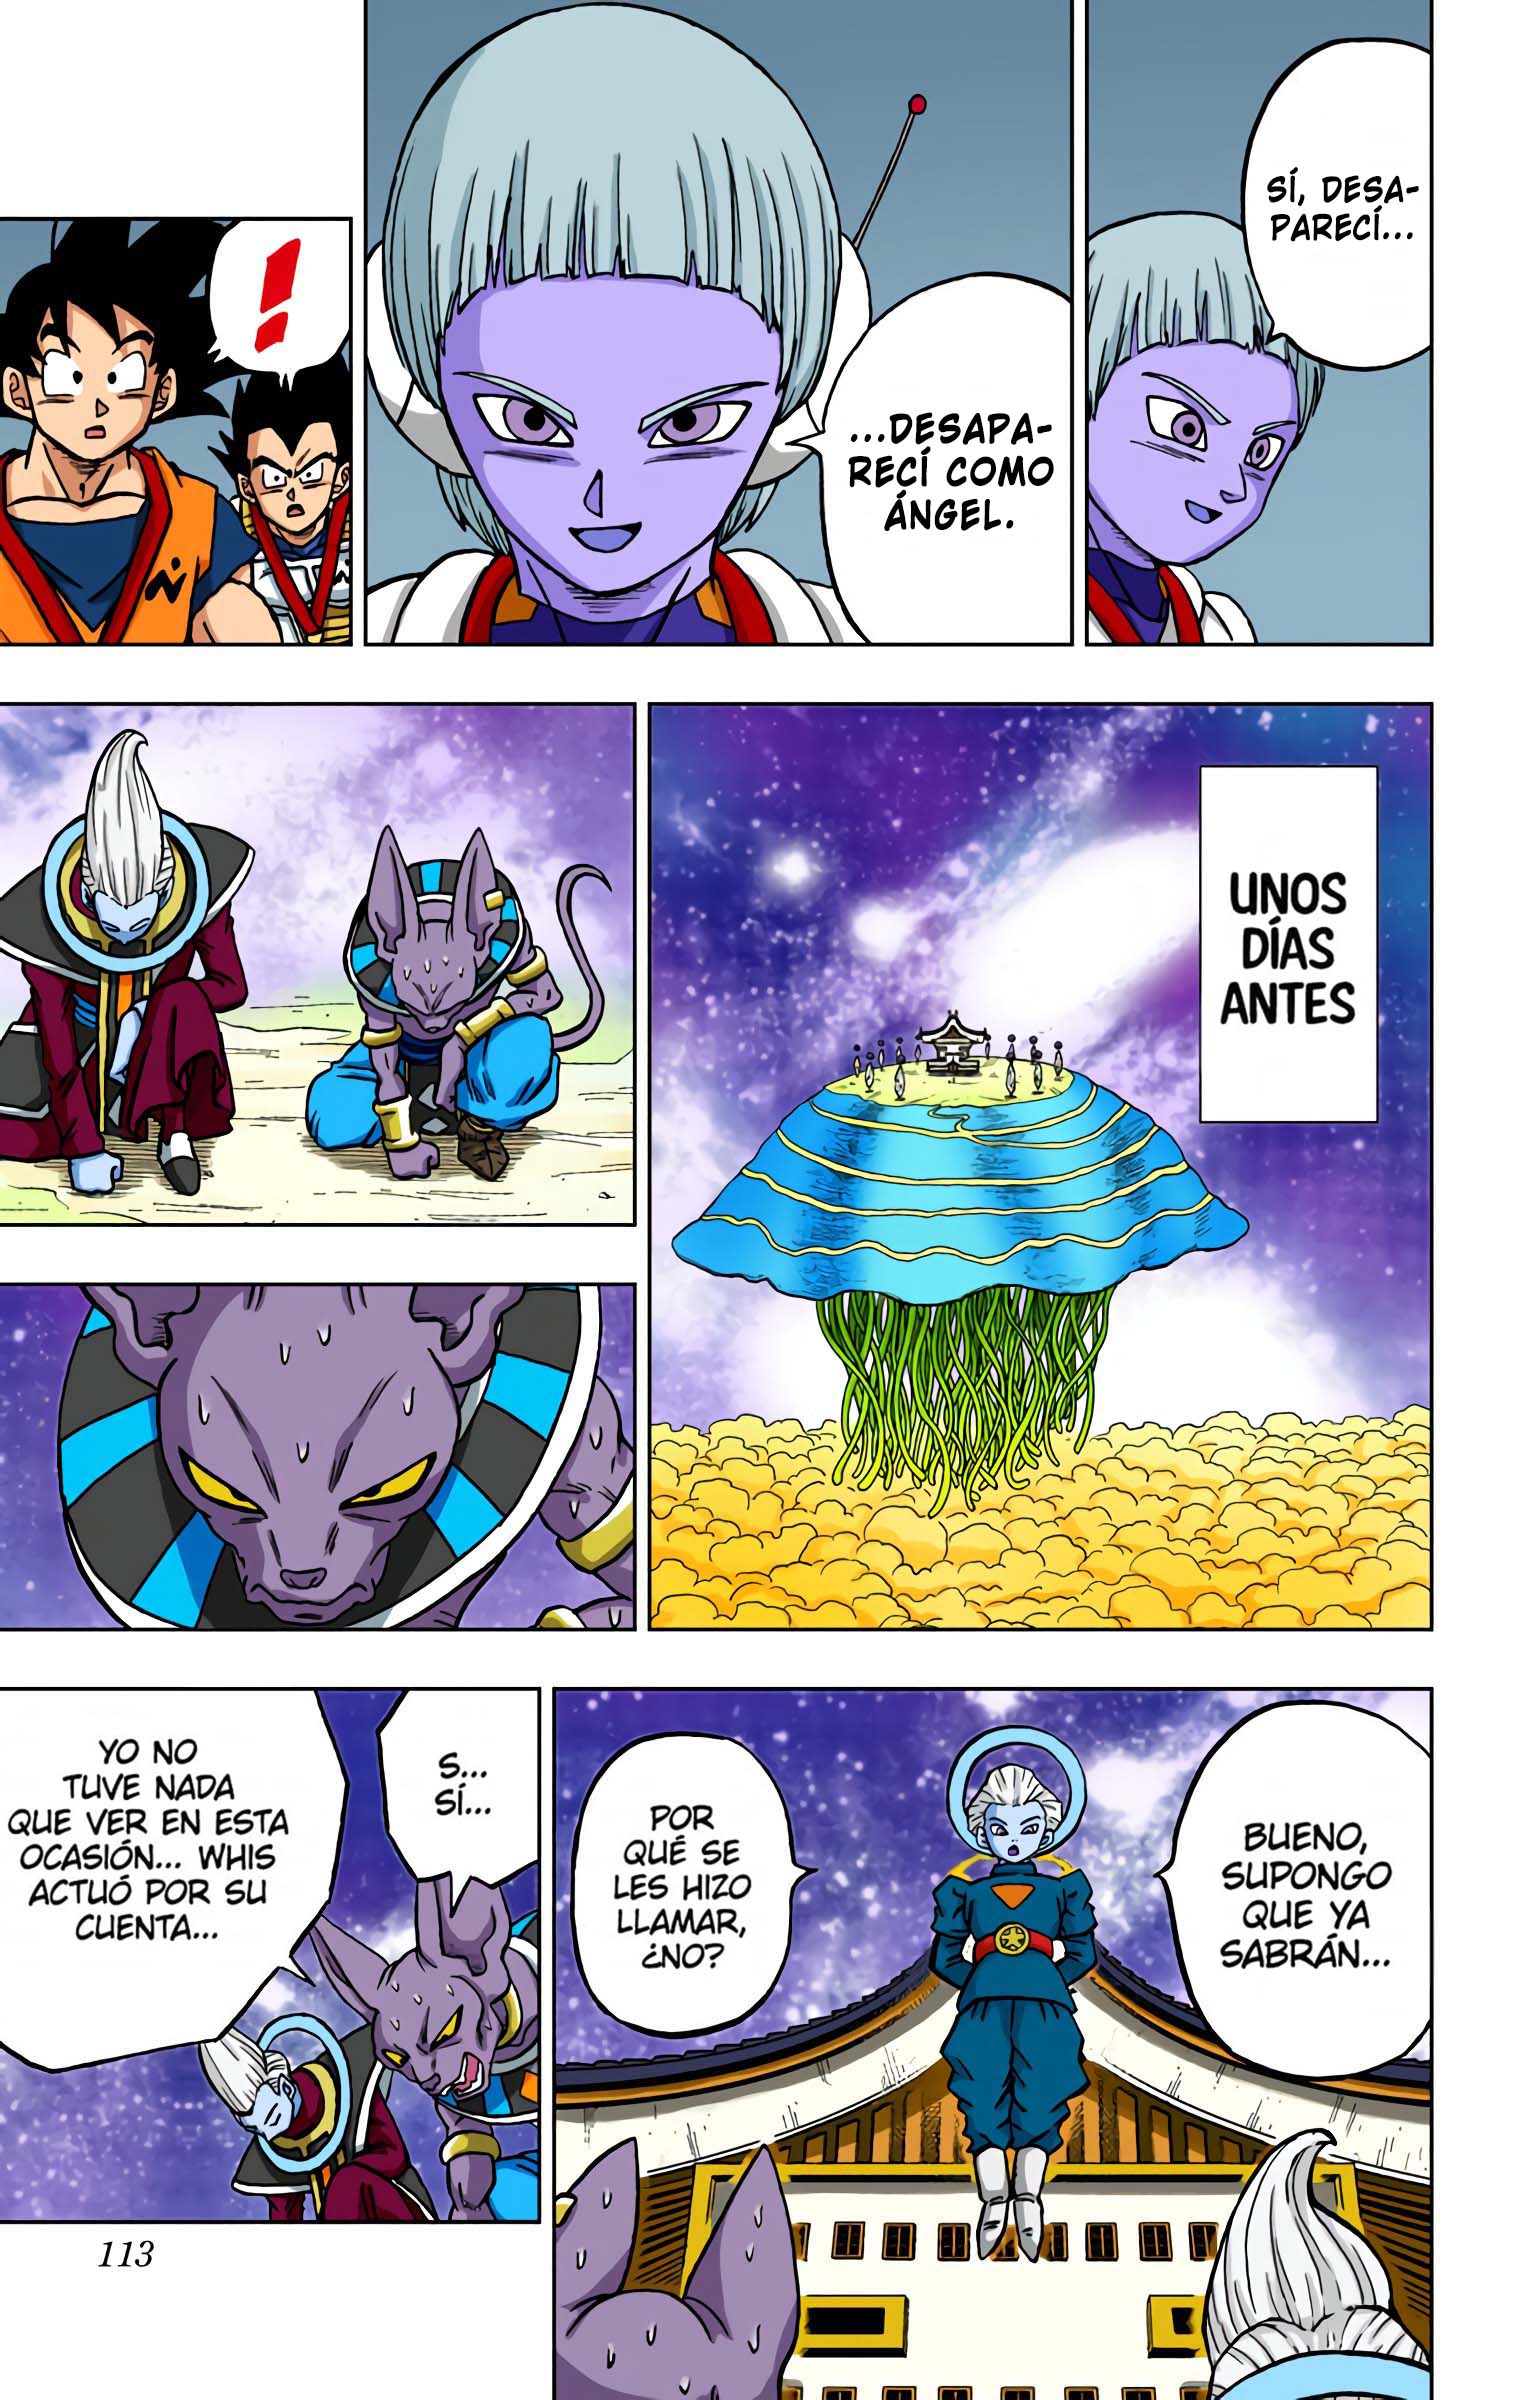 SÍ, DESA-
PARECÍ...
...DESAPA-
RECÍ COMO
ÁNGEL.
!
UNOS
DÍAS
ANTES
BUENO,
SUPONGO
QUE YA
SABRÁN...
POR
QUÉ SE
LES HIZO
LLAMAR,
¿NO?
S...
SÍ...
YO NO
TUVE NADA
QUE VER EN ESTA
OCASIÓN... WHIS
ACTUÓ POR SU
CUENTA...
113